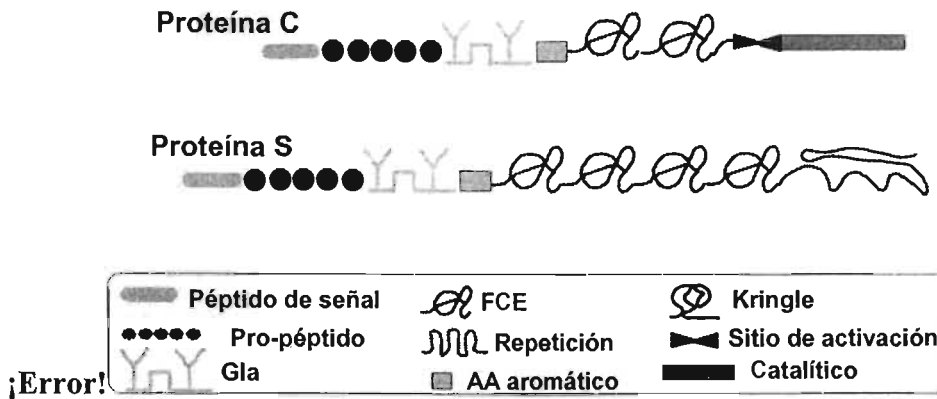 Proteína C
Proteína S
Péptido de señal FCE Kringle
Pro-péptido Repetición Sitio de activación
¡Error! Gla AA aromático Catalítico